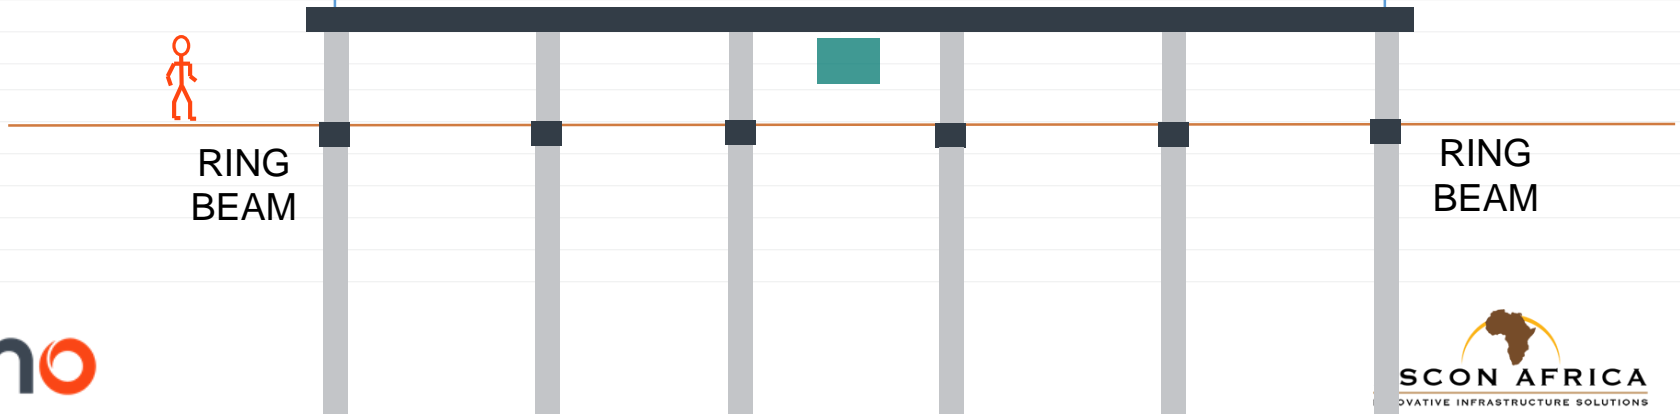 RING
BEAM
RING
BEAM
SCON AFRICA
OVATIVE INFRASTRUCTURE SOLUTIONS